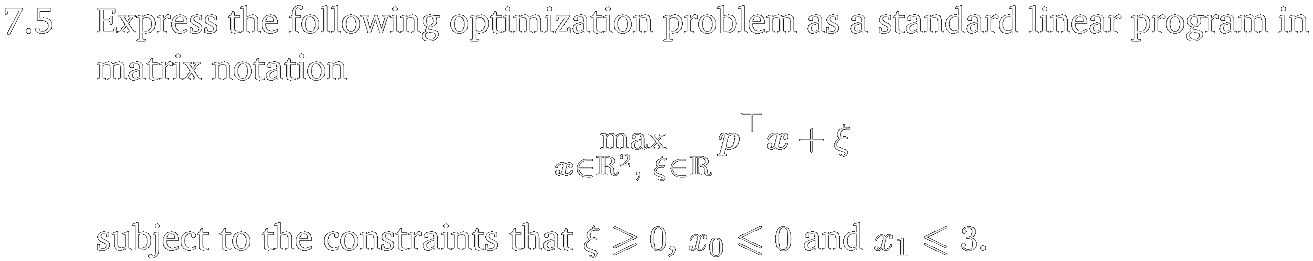 7.5 Express the following optimization problem as a standard linear program in
matrix notation
max p⊤x + ξ
x∈ℝ², ξ∈ℝ
subject to the constraints that ξ ⩾ 0, x₀ ⩽ 0 and x₁ ⩽ 3.